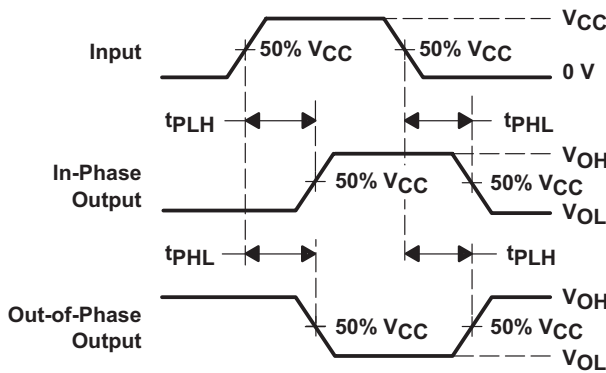 VCC
Input
50% VCC
50% VCC
0 V
tPLH
tPHL
VOH
In-Phase
Output
50% VCC
50% VCC
VOL
tPHL
tPLH
VOH
Out-of-Phase
Output
50% VCC
50% VCC
VOL